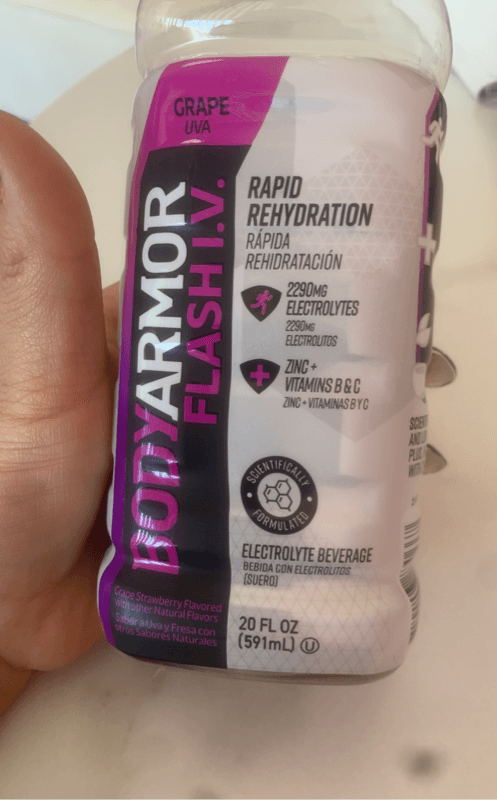 GRAPE
UVA
BODYARMOR
FLASH I.V.
RAPID
REHYDRATION
RÁPIDA
REHIDRATACIÓN
2290MG
ELECTROLYTES
2290MG
ELECTROLITOS
ZINC +
VITAMINS B & C
ZINC + VITAMINAS B Y C
SCIENTIFICALLY
FORMULATED
ELECTROLYTE BEVERAGE
BEBIDA CON ELECTROLITOS
(SUERO)
Grape Strawberry Flavored
with other Natural Flavors
Sabor a Uva y Fresa con
otros Sabores Naturales
20 FL OZ
(591mL) U